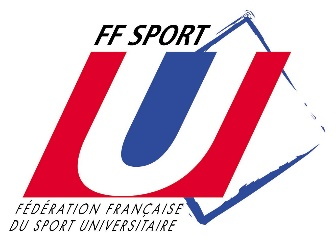 FF SPORT
U
FÉDÉRATION FRANÇAISE
DU SPORT UNIVERSITAIRE